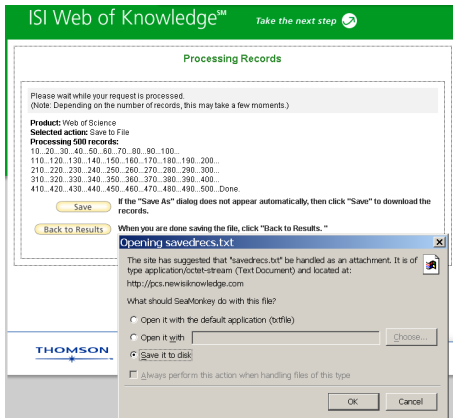 ISI Web of Knowledge℠ Take the next step
Processing Records
Please wait while your request is processed.
(Note: Depending on the number of records, this may take a few moments.)
Product: Web of Science
Selected action: Save to File
Processing 500 records:
10...20...30...40...50...60...70...80...90...100...
110...120...130...140...150...160...170...180...190...200...
210...220...230...240...250...260...270...280...290...300...
310...320...330...340...350...360...370...380...390...400...
410...420...430...440...450...460...470...480...490...500...Done.
Save If the "Save As" dialog does not appear automatically, then click "Save" to download the
records.
Back to Results When you are done saving the file, click "Back to Results. "
Opening savedrecs.txt
The site has suggested that "savedrecs.txt" be handled as an attachment. It is of
type application/octet-stream (Text Document) and located at:
http://pcs.newisiknowledge.com
What should SeaMonkey do with this file?
Open it with the default application (txtfile)
Open it with Choose...
Save it to disk
Always perform this action when handling files of this type
THOMSON
OK Cancel